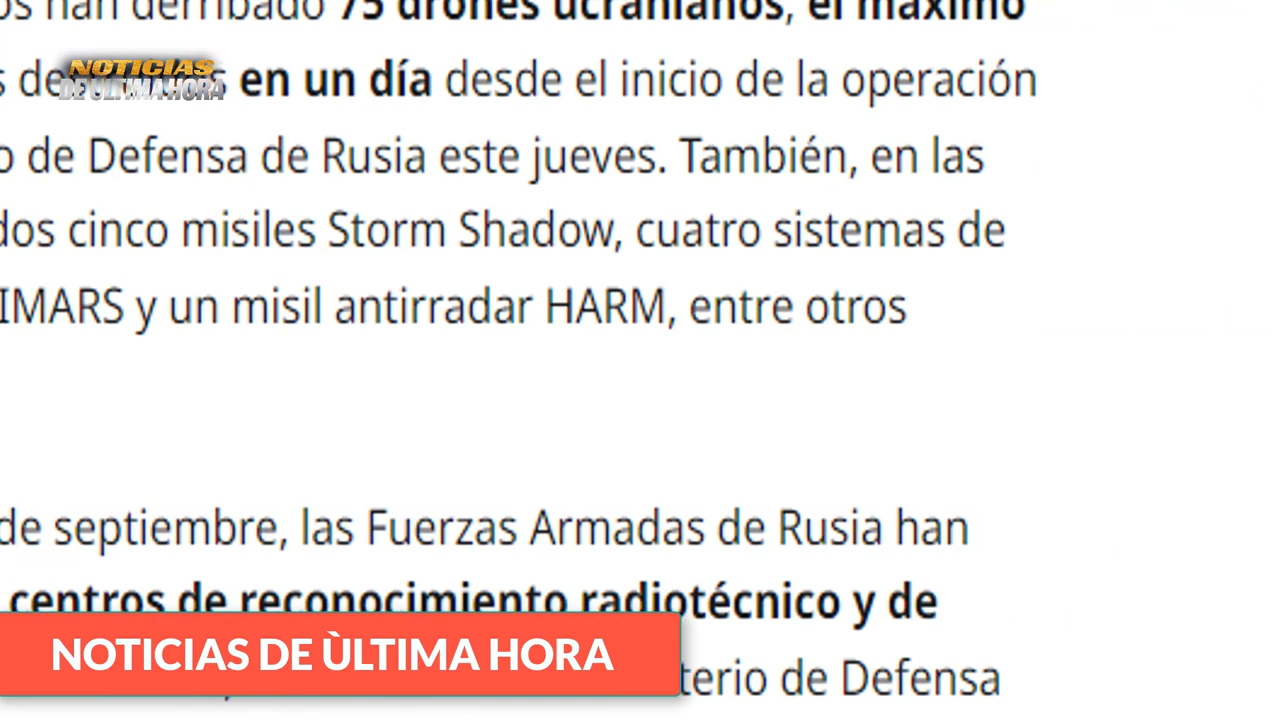 han derribado 75 drones ucranianos, el máximo
NOTICIAS
DE ÚLTIMA HORA
en un día desde el inicio de la operación
de Defensa de Rusia este jueves. También, en las
cinco misiles Storm Shadow, cuatro sistemas de
IMARS y un misil antirradar HARM, entre otros
de septiembre, las Fuerzas Armadas de Rusia han
centros de reconocimiento radiotécnico y de
NOTICIAS DE ÙLTIMA HORA
terio de Defensa